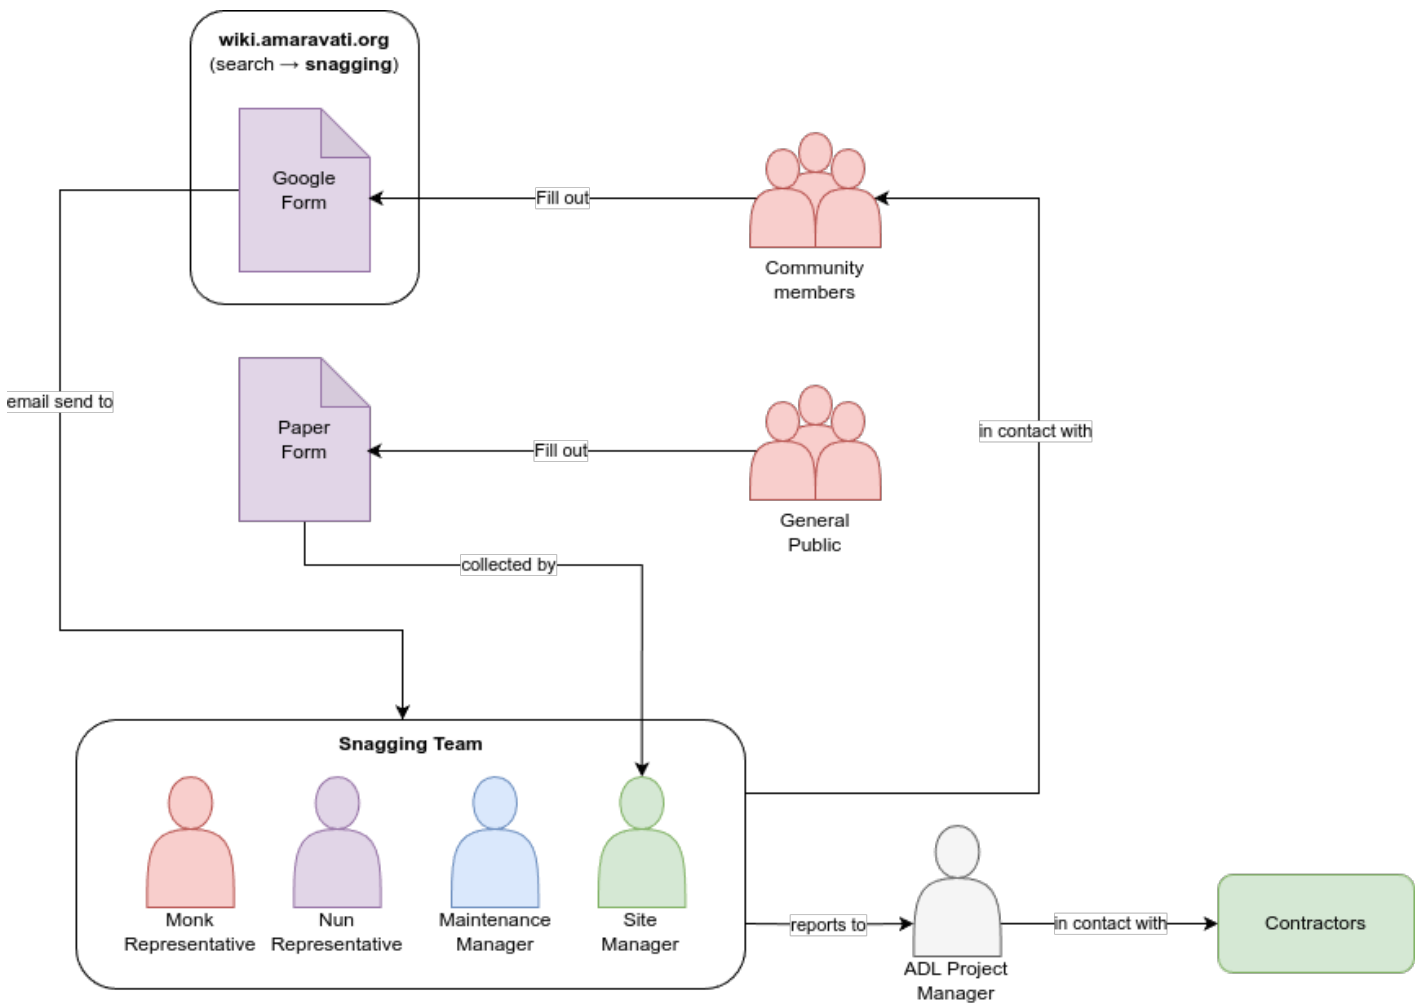 wiki.amaravati.org
(search → snagging)
Google
Form
Fill out
Community
members
email send to
Paper
Form
Fill out
General
Public
in contact with
collected by
Snagging Team
Monk
Representative
Nun
Representative
Maintenance
Manager
Site
Manager
reports to
ADL Project
Manager
in contact with
Contractors